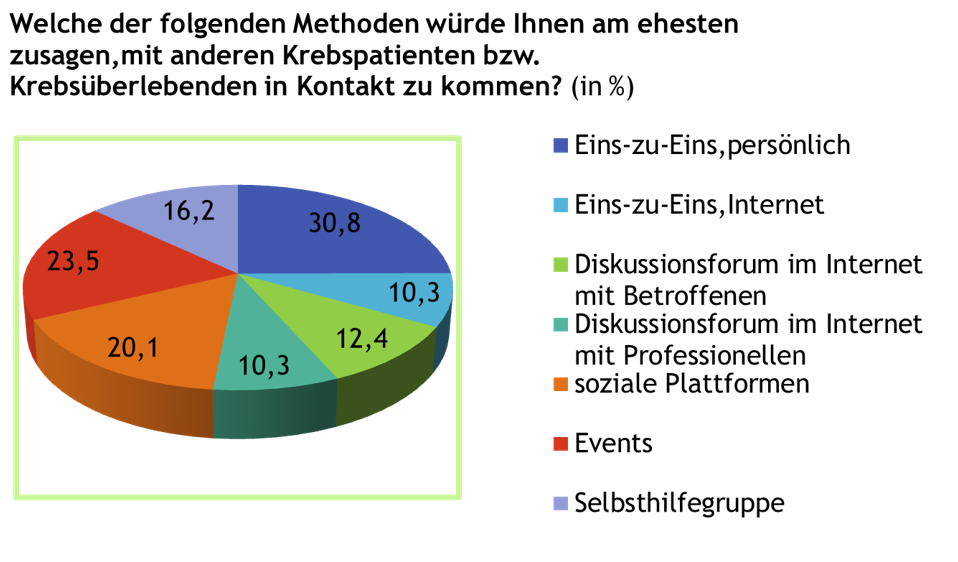 Welche der folgenden Methoden würde Ihnen am ehesten
zusagen,mit anderen Krebspatienten bzw.
Krebsüberlebenden in Kontakt zu kommen? (in %)
30,8
10,3
12,4
10,3
20,1
23,5
16,2
Eins-zu-Eins,persönlich
Eins-zu-Eins,Internet
Diskussionsforum im Internet
mit Betroffenen
Diskussionsforum im Internet
mit Professionellen
soziale Plattformen
Events
Selbsthilfegruppe